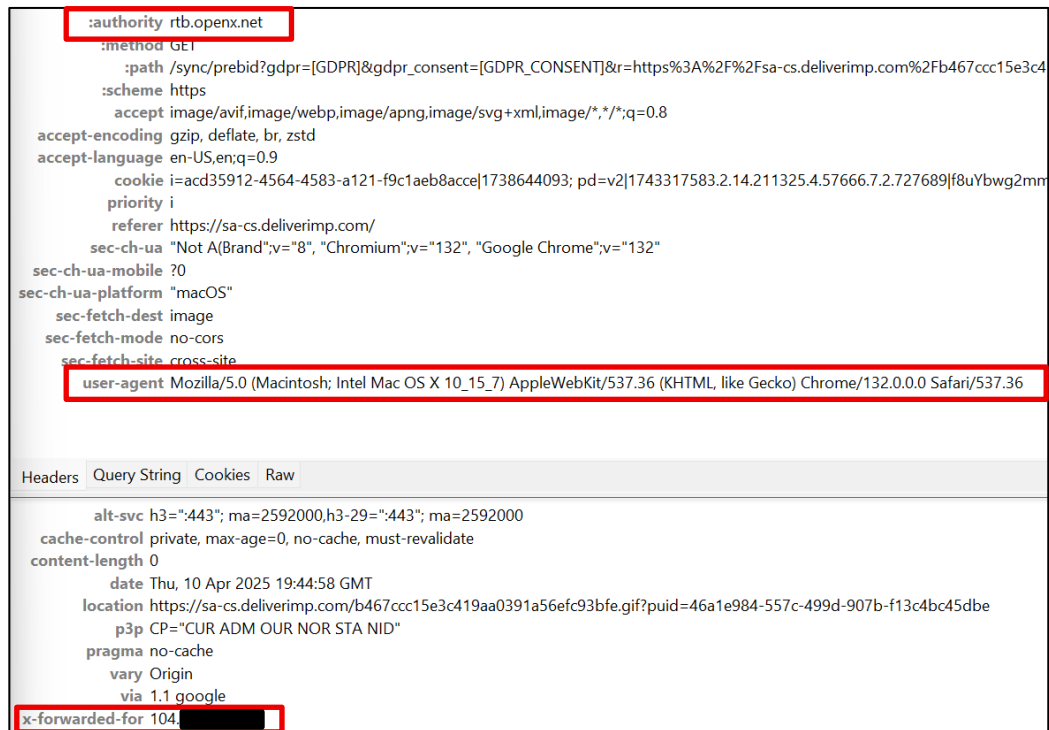 :authority rtb.openx.net
:method GET
:path /sync/prebid?gdpr=[GDPR]&gdpr_consent=[GDPR_CONSENT]&r=https%3A%2F%2Fsa-cs.deliverimp.com%2Fb467ccc15e3c4
:scheme https
accept image/avif,image/webp,image/apng,image/svg+xml,image/*,*/*;q=0.8
accept-encoding gzip, deflate, br, zstd
accept-language en-US,en;q=0.9
cookie i=acd35912-4564-4583-a121-f9c1aeb8acce|1738644093; pd=v2|1743317583.2.14.211325.4.57666.7.2.727689|f8uYbwg2mm
priority i
referer https://sa-cs.deliverimp.com/
sec-ch-ua "Not A(Brand";v="8", "Chromium";v="132", "Google Chrome";v="132"
sec-ch-ua-mobile ?0
sec-ch-ua-platform "macOS"
sec-fetch-dest image
sec-fetch-mode no-cors
sec-fetch-site cross-site
user-agent Mozilla/5.0 (Macintosh; Intel Mac OS X 10_15_7) AppleWebKit/537.36 (KHTML, like Gecko) Chrome/132.0.0.0 Safari/537.36
Headers Query String Cookies Raw
alt-svc h3=":443"; ma=2592000,h3-29=":443"; ma=2592000
cache-control private, max-age=0, no-cache, must-revalidate
content-length 0
date Thu, 10 Apr 2025 19:44:58 GMT
location https://sa-cs.deliverimp.com/b467ccc15e3c419aa0391a56efc93bfe.gif?puid=46a1e984-557c-499d-907b-f13c4bc45dbe
p3p CP="CUR ADM OUR NOR STA NID"
pragma no-cache
vary Origin
via 1.1 google
x-forwarded-for 104.